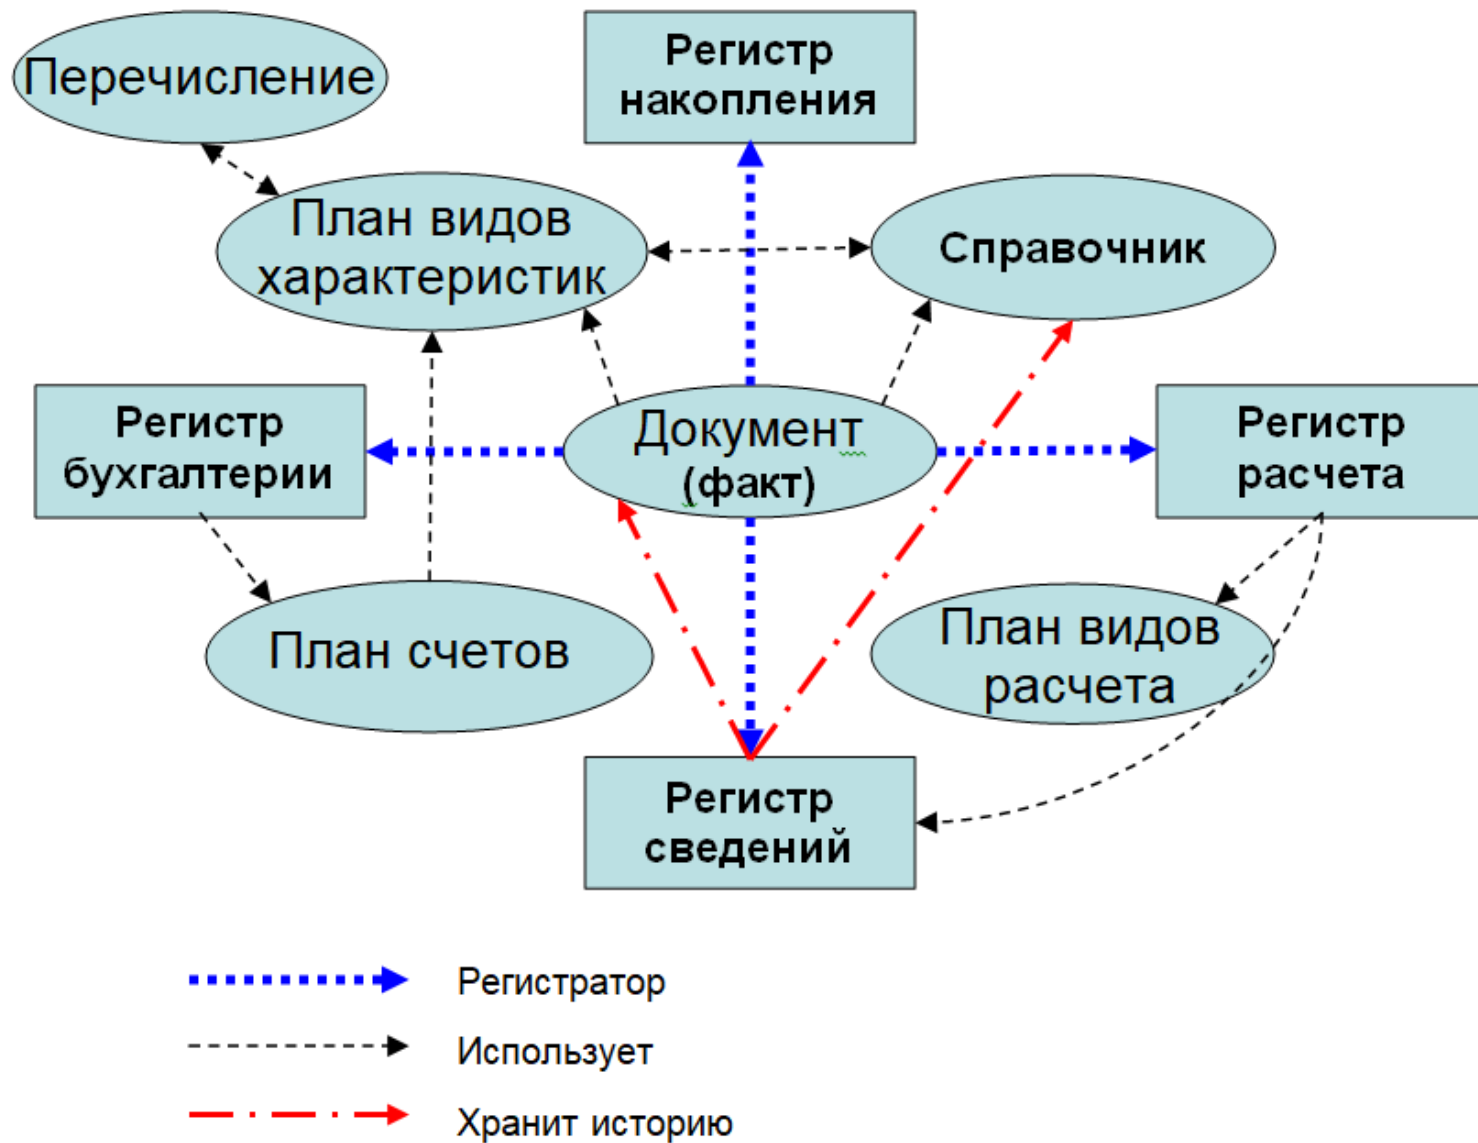 Перечисление
Регистр
накопления
План видов
характеристик
Справочник
Регистр
бухгалтерии
Документ
(факт)
Регистр
расчета
План счетов
План видов
расчета
Регистр
сведений
Регистратор
Использует
Хранит историю